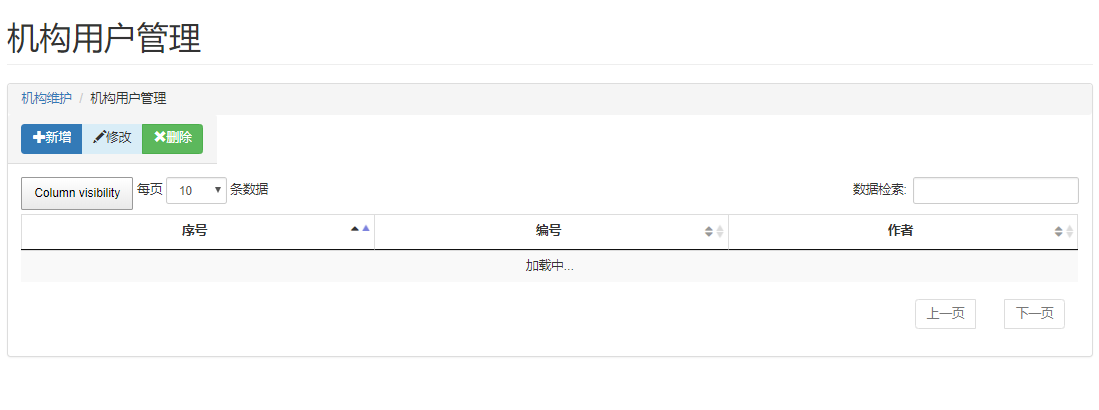 机构用户管理
机构维护 / 机构用户管理
新增 修改 删除
Column visibility 每页 10 条数据 数据检索:
序号 编号 作者
加载中...
上一页 下一页